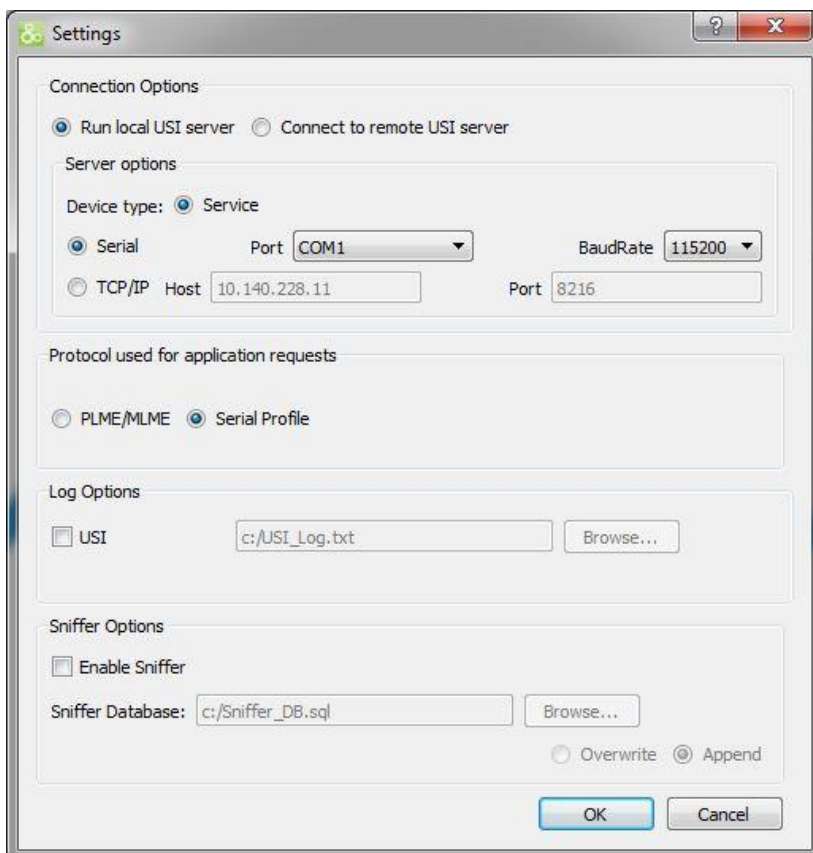 Settings
Connection Options
Run local USI server Connect to remote USI server
Server options
Device type: Service
Serial Port COM1 BaudRate 115200
TCP/IP Host 10.140.228.11 Port 8216
Protocol used for application requests
PLME/MLME Serial Profile
Log Options
USI c:/USI_Log.txt Browse...
Sniffer Options
Enable Sniffer
Sniffer Database: c:/Sniffer_DB.sql Browse...
Overwrite Append
OK Cancel